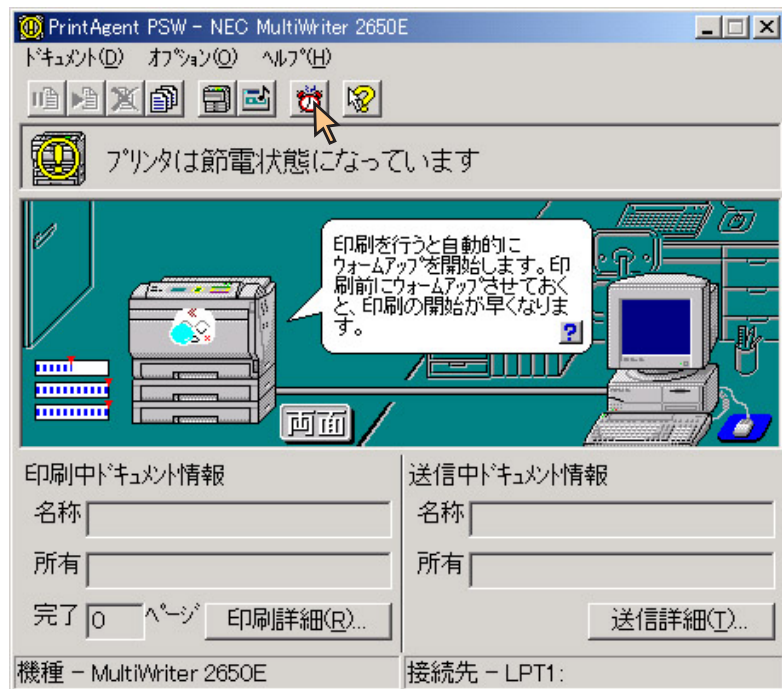 PrintAgent PSW - NEC MultiWriter 2650E
ﾄﾞｷｭﾒﾝﾄ(D) ｵﾌﾟｼｮﾝ(O) ﾍﾙﾌﾟ(H)
ﾌﾟﾘﾝﾀは節電状態になっています
印刷を行うと自動的に
ｳｫｰﾑｱｯﾌﾟを開始します。印
刷前にｳｫｰﾑｱｯﾌﾟさせておく
と、印刷の開始が早くなりま
す。
?
両面
印刷中ﾄﾞｷｭﾒﾝﾄ情報
名称
所有
完了 0 ﾍﾟｰｼﾞ 印刷詳細(R)...
送信中ﾄﾞｷｭﾒﾝﾄ情報
名称
所有
送信詳細(T)...
機種 - MultiWriter 2650E
接続先 - LPT1: